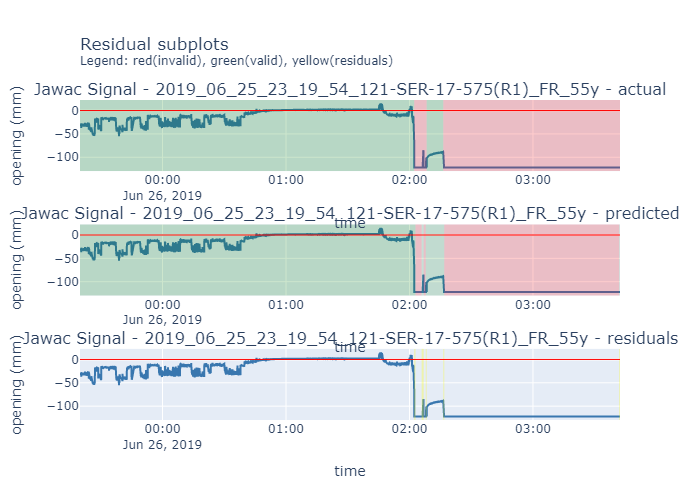 Residual subplots
Legend: red(invalid), green(valid), yellow(residuals)
Jawac Signal - 2019_06_25_23_19_54_121-SER-17-575(R1)_FR_55y - actual
opening (mm)
0
−50
−100
00:00 01:00 02:00 03:00
Jun 26, 2019
time
Jawac Signal - 2019_06_25_23_19_54_121-SER-17-575(R1)_FR_55y - predicted
opening (mm)
0
−50
−100
00:00 01:00 02:00 03:00
Jun 26, 2019
time
Jawac Signal - 2019_06_25_23_19_54_121-SER-17-575(R1)_FR_55y - residuals
opening (mm)
0
−50
−100
00:00 01:00 02:00 03:00
Jun 26, 2019
time